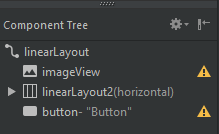 Component Tree
linearLayout
imageView
linearLayout2(horizontal)
button- "Button"